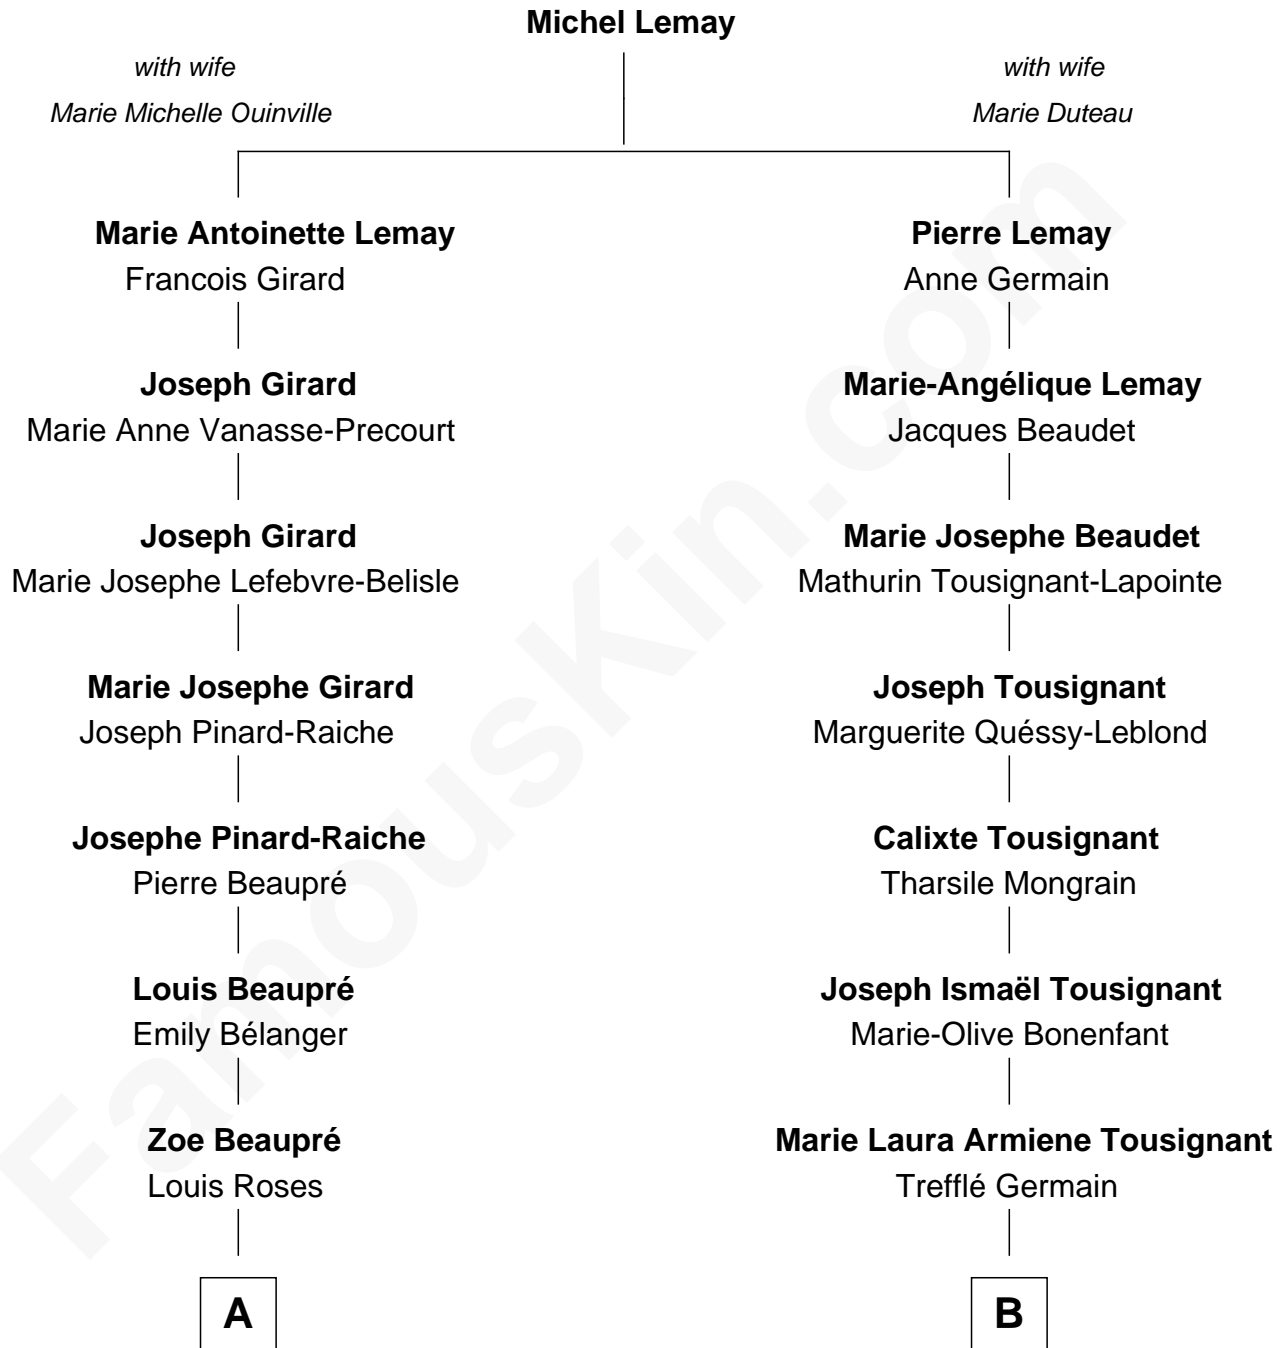 Michel Lemay
with wife
Marie Michelle Ouinville
with wife
Marie Duteau
Marie Antoinette Lemay
Francois Girard
Pierre Lemay
Anne Germain
Joseph Girard
Marie Anne Vanasse-Precourt
Marie-Angélique Lemay
Jacques Beaudet
Joseph Girard
Marie Josephe Lefebvre-Belisle
Marie Josephe Beaudet
Mathurin Tousignant-Lapointe
Marie Josephe Girard
Joseph Pinard-Raiche
Joseph Tousignant
Marguerite Quéssy-Leblond
Josephe Pinard-Raiche
Pierre Beaupré
Calixte Tousignant
Tharsile Mongrain
Louis Beaupré
Emily Bélanger
Joseph Ismaël Tousignant
Marie-Olive Bonenfant
Zoe Beaupré
Louis Roses
Marie Laura Armiene Tousignant
Trefflé Germain
A
B
FamousKin.com